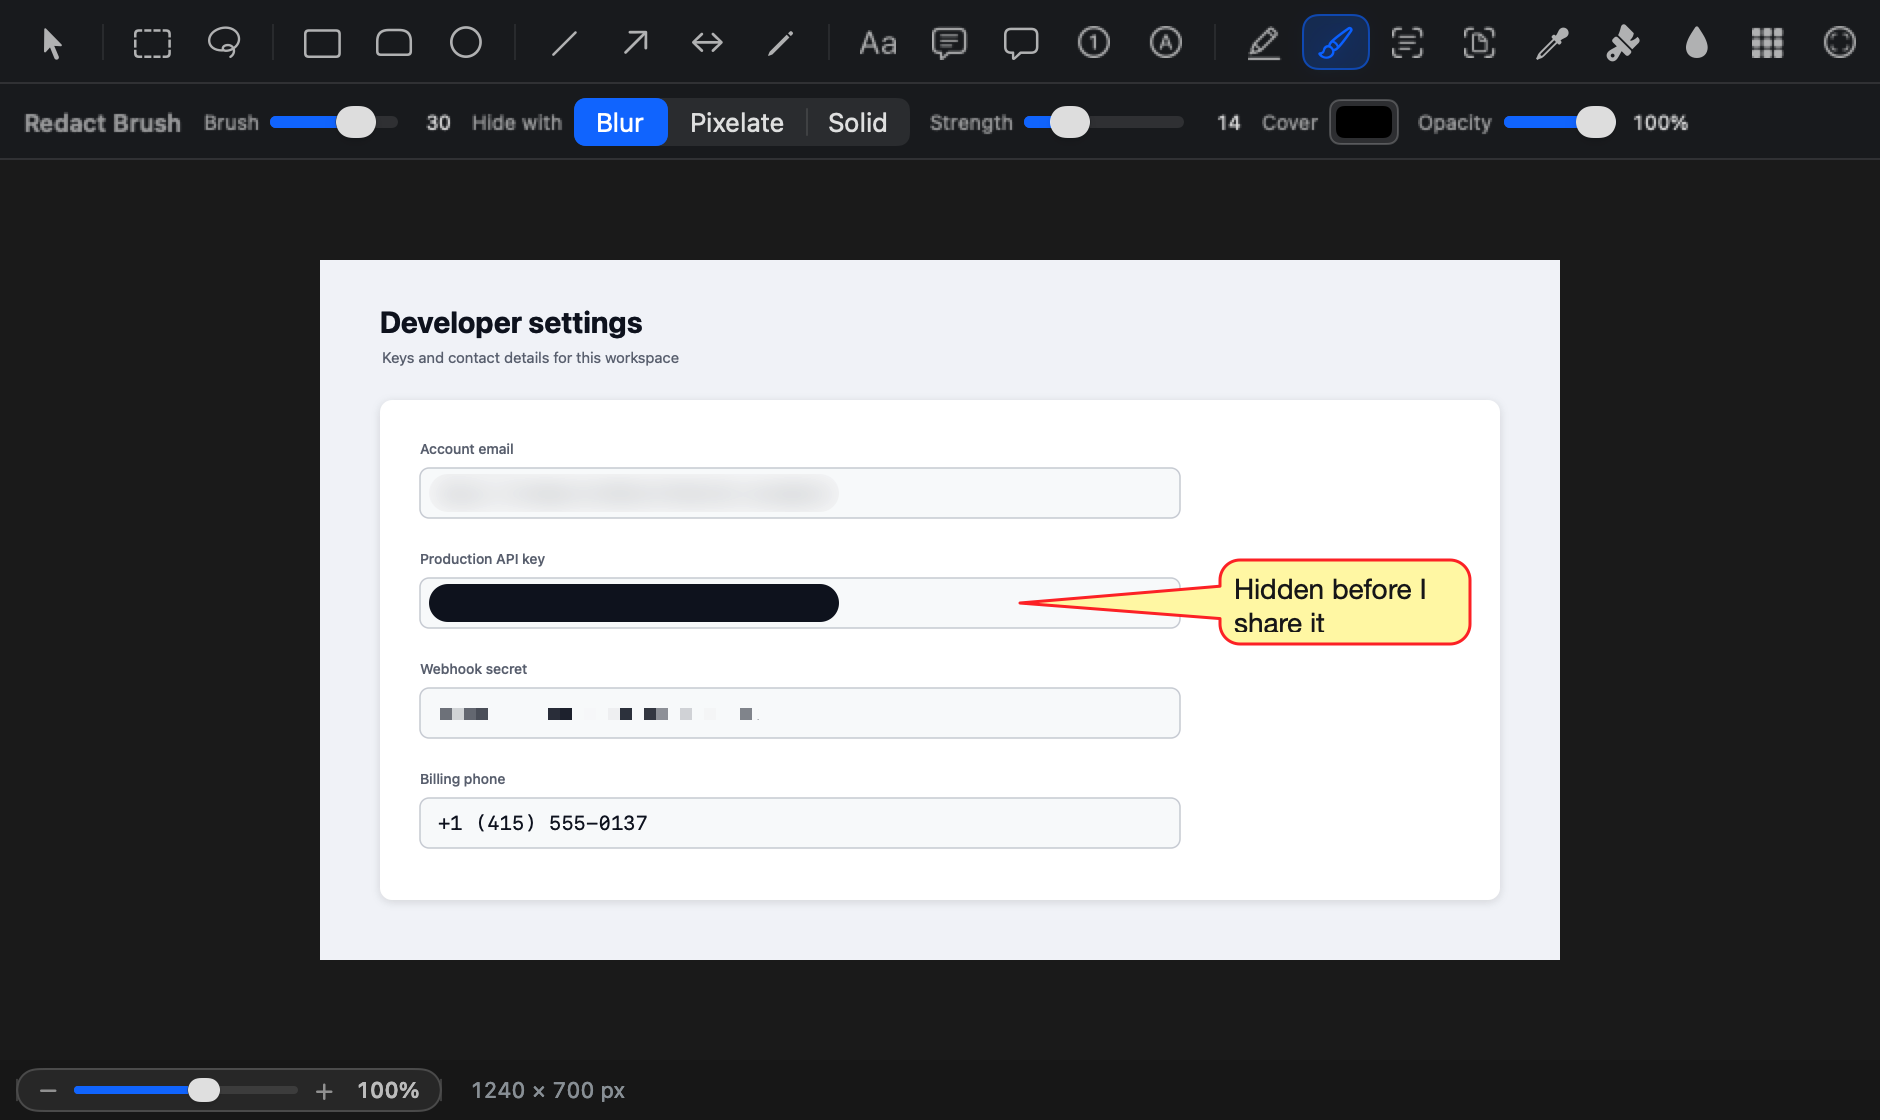 Aa
1
A
Redact Brush Brush 30 Hide with Blur Pixelate Solid Strength 14 Cover Opacity 100%
Developer settings
Keys and contact details for this workspace
Account email
Production API key
Hidden before I
share it
Webhook secret
Billing phone
+1 (415) 555-0137
100% 1240 × 700 px